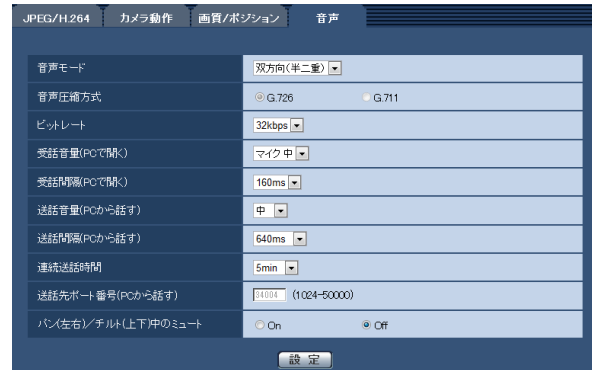 JPEG/H.264 カメラ動作 画質/ポジション 音声
音声モード 双方向(半二重)
音声圧縮方式 G.726 G.711
ビットレート 32kbps
受話音量(PCで聞く) マイク 中
受話間隔(PCで聞く) 160ms
送話音量(PCから話す) 中
送話間隔(PCから話す) 640ms
連続送話時間 5min
送話先ポート番号(PCから話す) 34004 (1024-50000)
パン(左右)/チルト(上下)中のミュート On Off
設定